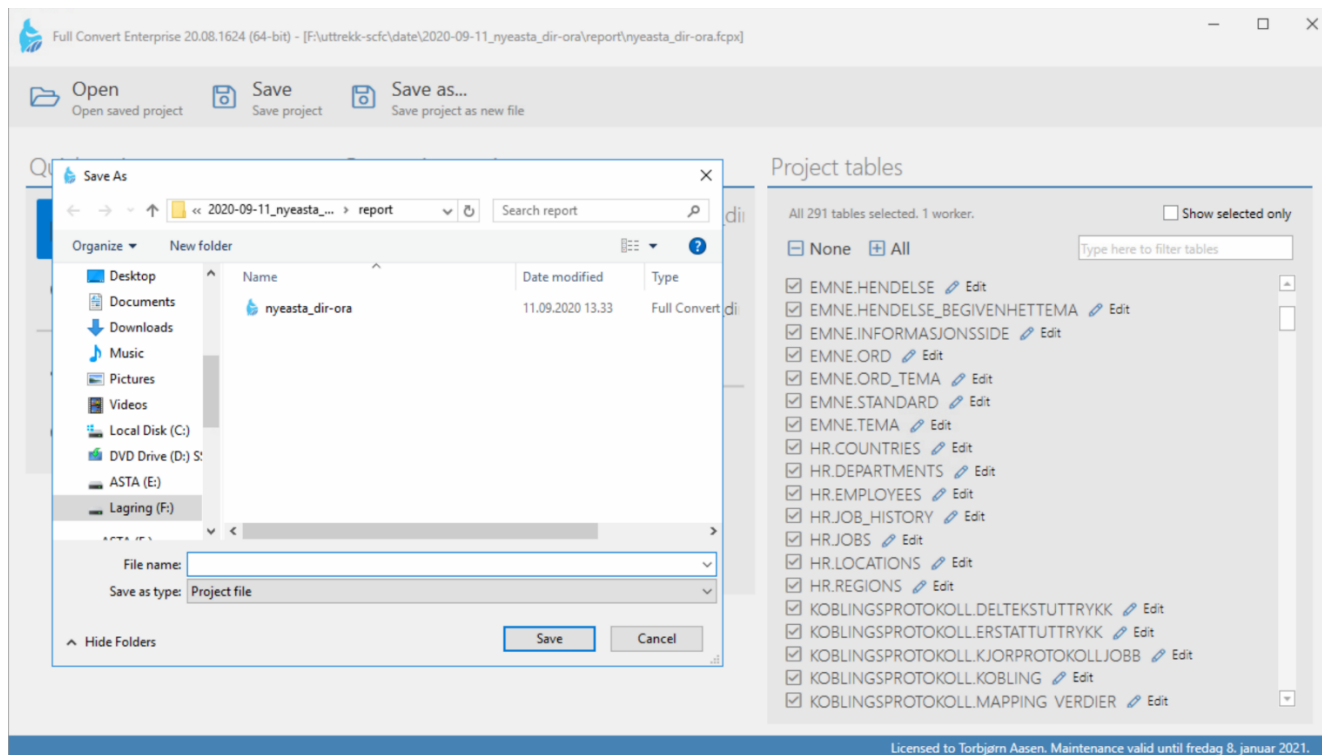 Full Convert Enterprise 20.08.1624 (64-bit) - [F:\uttrekk-scfc\date\2020-09-11_nyeasta_dir-ora\report\nyeasta_dir-ora.fcpx]
Open
Open saved project
Save
Save project
Save as...
Save project as new file
Save As
« 2020-09-11_nyeasta_... › report
Search report
Organize
New folder
Desktop
Documents
Downloads
Music
Pictures
Videos
Local Disk (C:)
DVD Drive (D:) S
ASTA (E:)
Lagring (F:)
Name
Date modified
Type
nyeasta_dir-ora
11.09.2020 13.33
Full Convert
File name:
Save as type: Project file
Hide Folders
Save
Cancel
Project tables
All 291 tables selected. 1 worker.
Show selected only
None
All
Type here to filter tables
EMNE.HENDELSE Edit
EMNE.HENDELSE_BEGIVENHETTEMA Edit
EMNE.INFORMASJONSSIDE Edit
EMNE.ORD Edit
EMNE.ORD_TEMA Edit
EMNE.STANDARD Edit
EMNE.TEMA Edit
HR.COUNTRIES Edit
HR.DEPARTMENTS Edit
HR.EMPLOYEES Edit
HR.JOB_HISTORY Edit
HR.JOBS Edit
HR.LOCATIONS Edit
HR.REGIONS Edit
KOBLINGSPROTOKOLL.DELTEKSTUTTRYKK Edit
KOBLINGSPROTOKOLL.ERSTATTUTTRYKK Edit
KOBLINGSPROTOKOLL.KJORPROTOKOLLJOBB Edit
KOBLINGSPROTOKOLL.KOBLING Edit
KOBLINGSPROTOKOLL.MAPPING_VERDIER Edit
Licensed to Torbjørn Aasen. Maintenance valid until fredag 8. januar 2021.